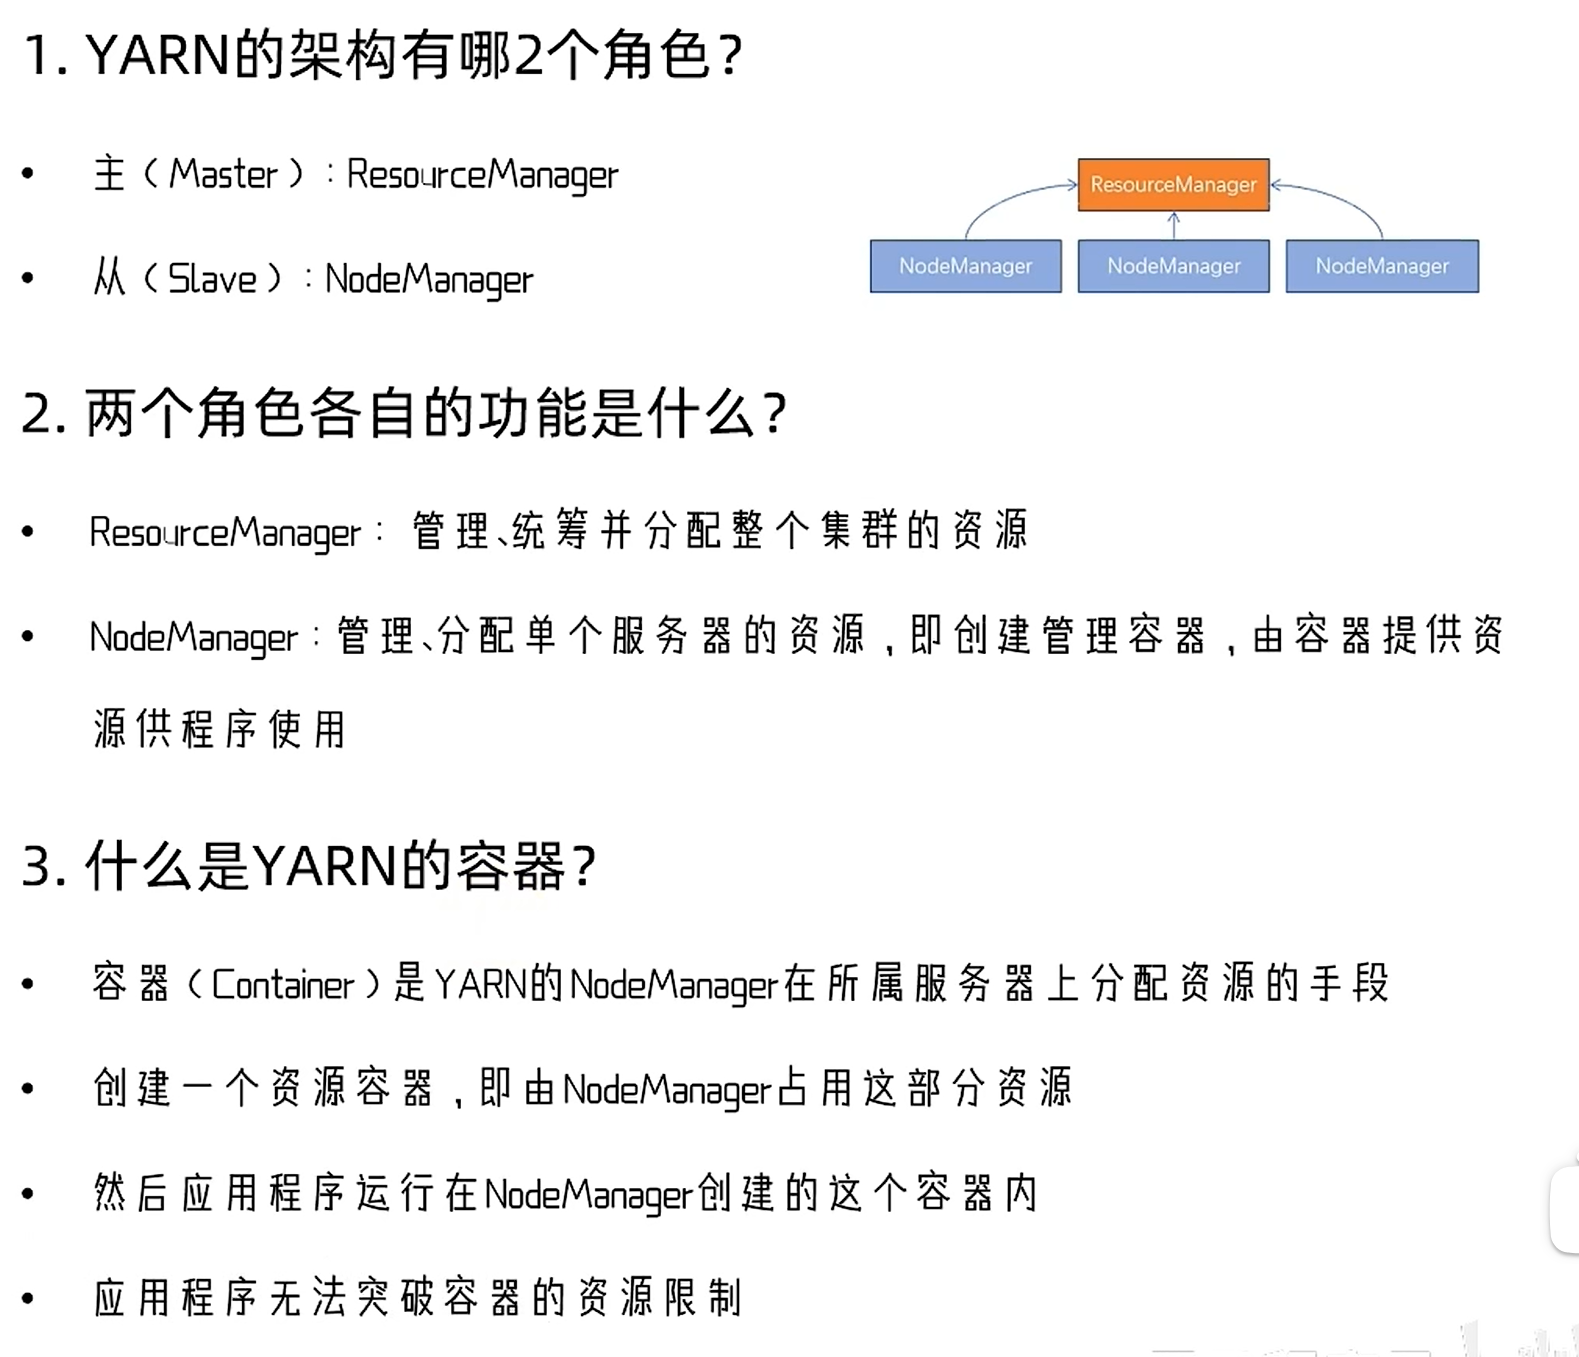 1. YARN的架构有哪2个角色？
• 主（Master）：ResourceManager
• 从（Slave）：NodeManager
ResourceManager
NodeManager NodeManager NodeManager
2. 两个角色各自的功能是什么？
• ResourceManager： 管理、统筹并分配整个集群的资源
• NodeManager：管理、分配单个服务器的资源，即创建管理容器，由容器提供资
源供程序使用
3. 什么是YARN的容器？
• 容器（Container）是YARN的NodeManager在所属服务器上分配资源的手段
• 创建一个资源容器，即由NodeManager占用这部分资源
• 然后应用程序运行在NodeManager创建的这个容器内
• 应用程序无法突破容器的资源限制